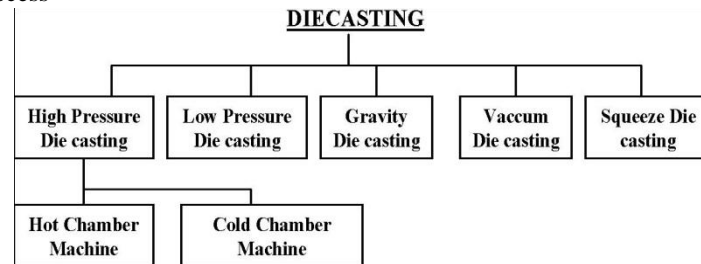 DIECASTING
High Pressure
Die casting
Low Pressure
Die casting
Gravity
Die casting
Vaccum
Die casting
Squeeze Die
casting
Hot Chamber
Machine
Cold Chamber
Machine